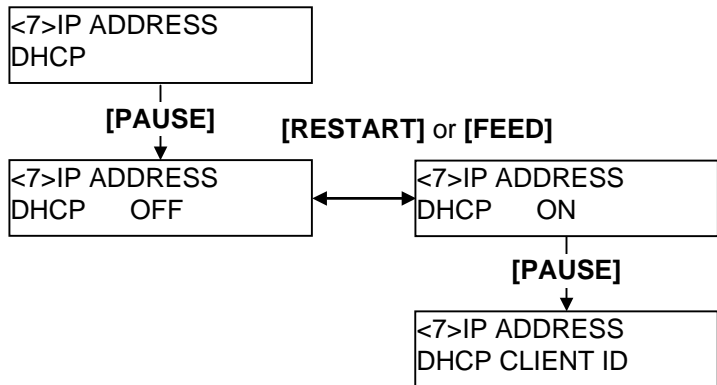 <7>IP ADDRESS
DHCP
[PAUSE]
[RESTART] or [FEED]
<7>IP ADDRESS
DHCP OFF
<7>IP ADDRESS
DHCP ON
[PAUSE]
<7>IP ADDRESS
DHCP CLIENT ID